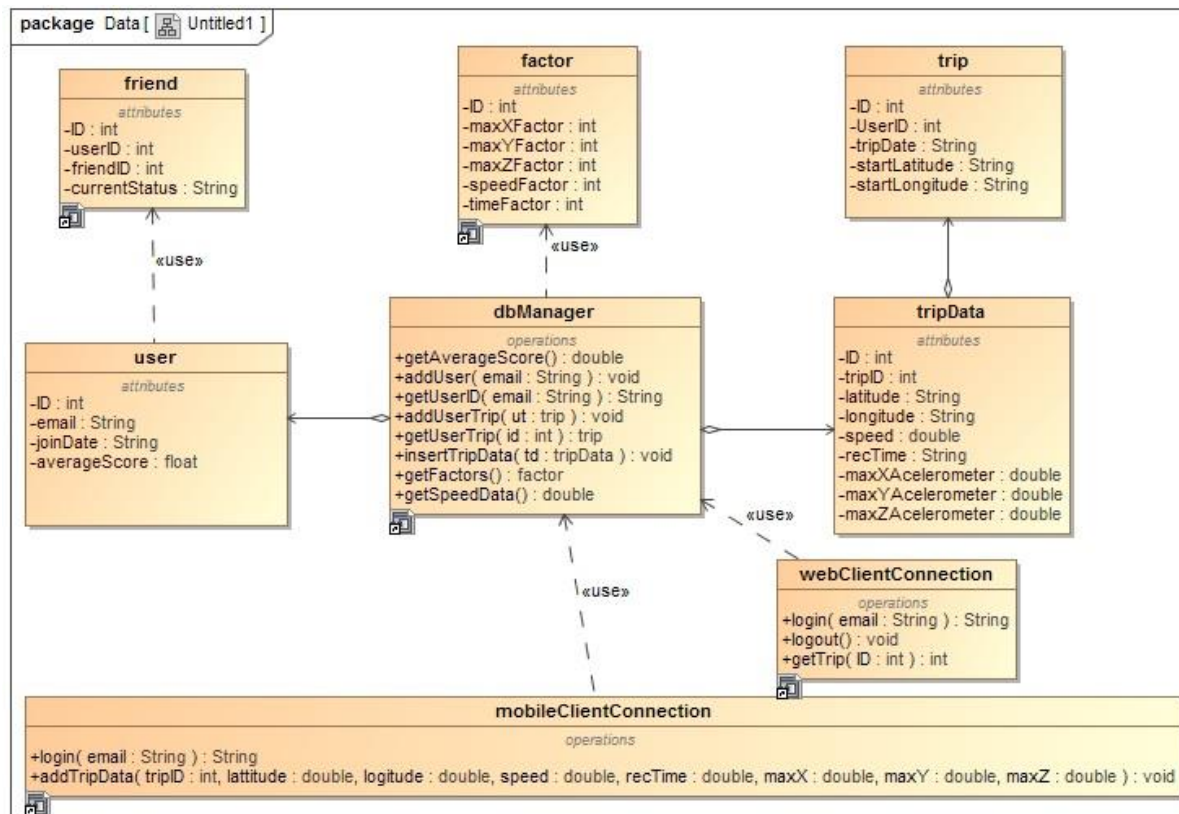 package Data [ Untitled1 ]
friend
attributes
-ID : int
-userID : int
-friendID : int
-currentStatus : String
factor
attributes
-ID : int
-maxXFactor : int
-maxYFactor : int
-maxZFactor : int
-speedFactor : int
-timeFactor : int
trip
attributes
-ID : int
-UserID : int
-tripDate : String
-startLatitude : String
-startLongitude : String
«use»
«use»
user
attributes
-ID : int
-email : String
-joinDate : String
-averageScore : float
dbManager
operations
+getAverageScore() : double
+addUser( email : String ) : void
+getUserID( email : String ) : String
+addUserTrip( ut : trip ) : void
+getUserTrip( id : int ) : trip
+insertTripData( td : tripData ) : void
+getFactors() : factor
+getSpeedData() : double
tripData
attributes
-ID : int
-tripID : int
-latitude : String
-longitude : String
-speed : double
-recTime : String
-maxXAcelerometer : double
-maxYAcelerometer : double
-maxZAcelerometer : double
«use»
«use»
webClientConnection
operations
+login( email : String ) : String
+logout() : void
+getTrip( ID : int ) : int
mobileClientConnection
operations
+login( email : String ) : String
+addTripData( tripID : int, lattitude : double, logitude : double, speed : double, recTime : double, maxX : double, maxY : double, maxZ : double ) : void